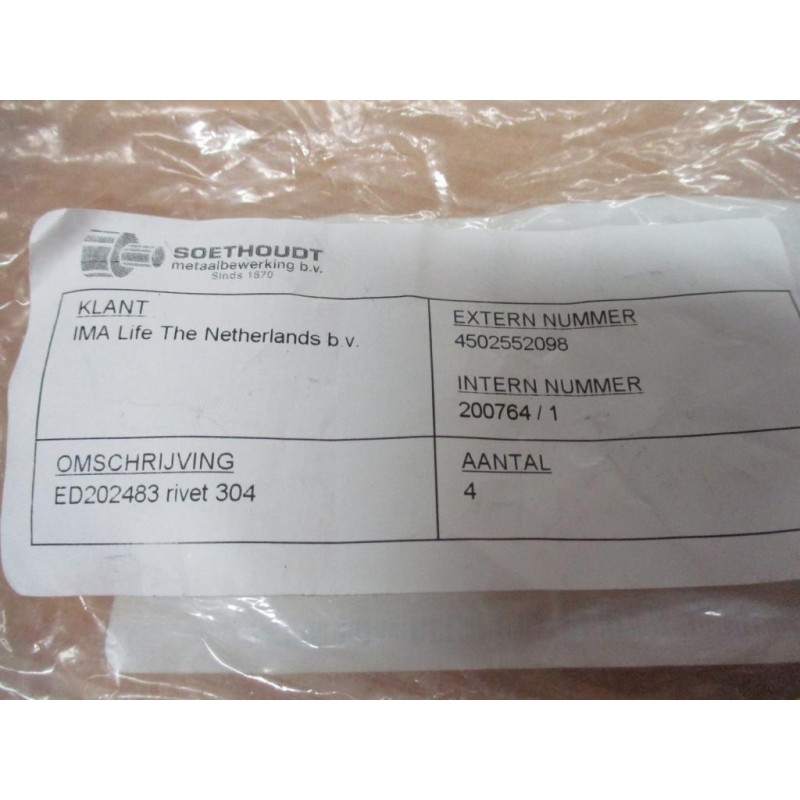 SOETHOUDT
metaalbewerking b.v.
Sinds 1870
KLANT
IMA Life The Netherlands b.v.
EXTERN NUMMER
4502552098
INTERN NUMMER
200764 / 1
OMSCHRIJVING
ED202483 rivet 304
AANTAL
4